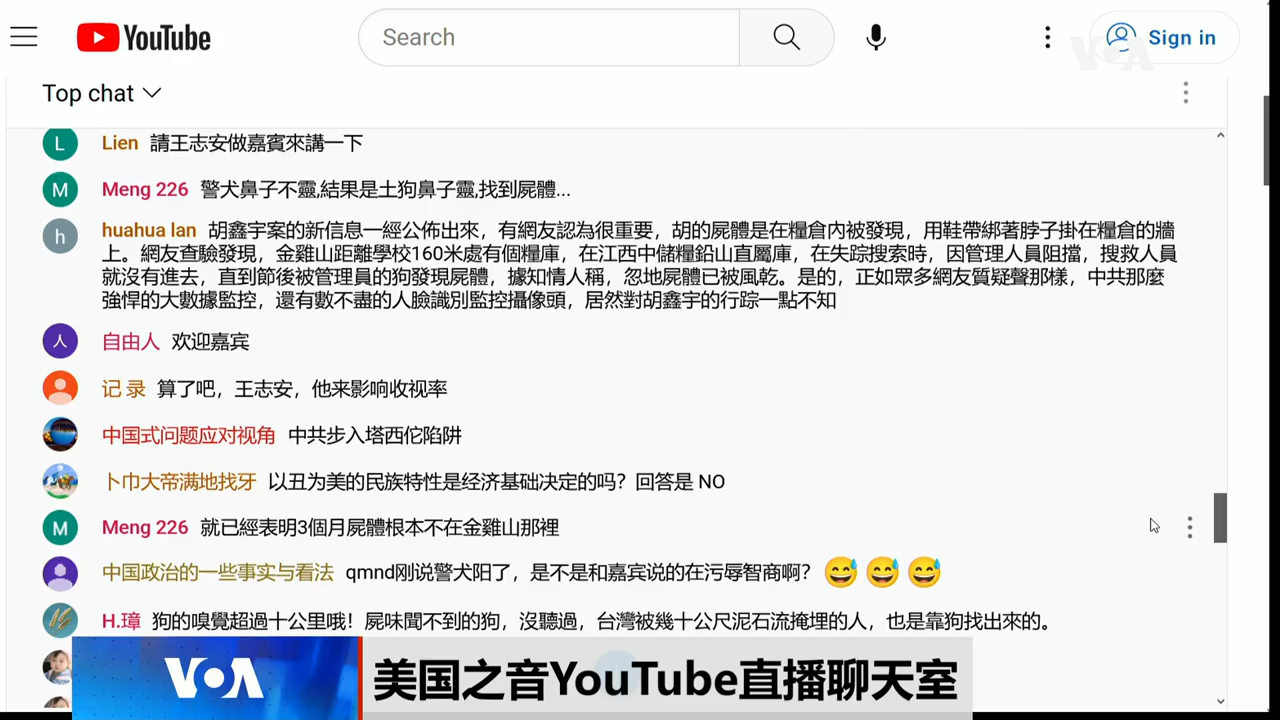 YouTube
Search
Sign in
VOA
Top chat
L Lien 請王志安做嘉賓來講一下
M Meng 226 警犬鼻子不靈,結果是土狗鼻子靈,找到屍體...
h huahua lan 胡鑫宇案的新信息一經公佈出來，有網友認為很重要，胡的屍體是在糧倉內被發現，用鞋帶綁著脖子掛在糧倉的牆
上。網友查驗發現，金雞山距離學校160米處有個糧庫，在江西中儲糧鉛山直屬庫，在失踪搜索時，因管理人員阻擋，搜救人員
就沒有進去，直到節後被管理員的狗發現屍體，據知情人稱，忽地屍體已被風乾。是的，正如眾多網友質疑聲那樣，中共那麼
強悍的大數據監控，還有數不盡的人臉識別監控攝像頭，居然對胡鑫宇的行踪一點不知
人 自由人 欢迎嘉宾
记 录 算了吧，王志安，他来影响收视率
中国式问题应对视角 中共步入塔西佗陷阱
卜巾大帝满地找牙 以丑为美的民族特性是经济基础决定的吗？回答是 NO
M Meng 226 就已經表明3個月屍體根本不在金雞山那裡
中国政治的一些事实与看法 qmnd刚说警犬阳了，是不是和嘉宾说的在污辱智商啊？ 😅 😅 😅
H.璋 狗的嗅覺超過十公里哦！屍味聞不到的狗，沒聽過，台灣被幾十公尺泥石流掩埋的人，也是靠狗找出來的。
VOA 美国之音YouTube直播聊天室